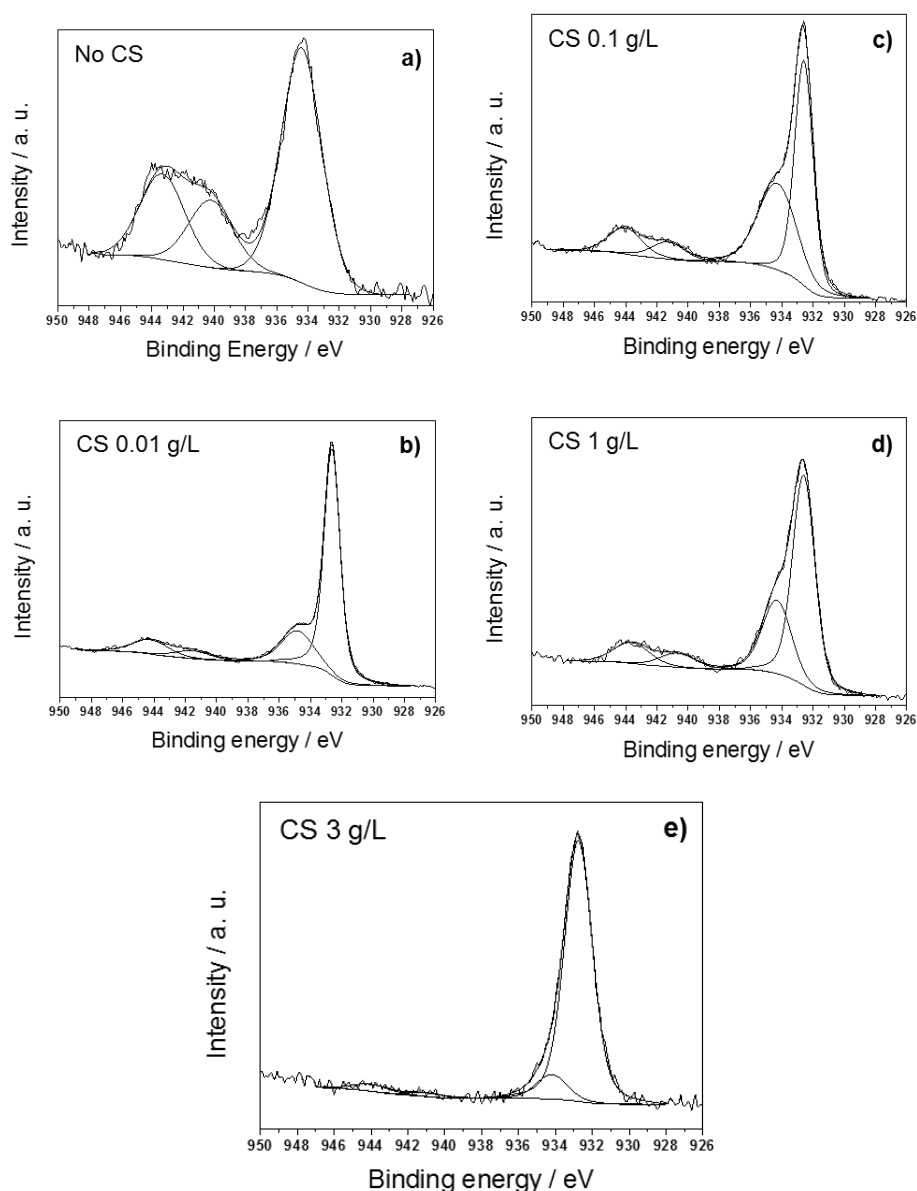 No CS
a)
Intensity / a. u.
950 948 946 943 942 940 938 936 934 932 930 928 926
Binding Energy / eV
CS 0.1 g/L
c)
Intensity / a. u.
950 948 946 944 942 940 938 936 934 932 930 928 926
Binding energy / eV
CS 0.01 g/L
b)
Intensity / a. u.
950 948 946 944 942 940 938 936 934 932 930 928 926
Binding energy / eV
CS 1 g/L
d)
Intensity / a. u.
950 948 946 944 942 940 938 936 934 932 930 928 926
Binding energy / eV
CS 3 g/L
e)
Intensity / a. u.
950 948 946 944 942 940 938 936 934 932 930 928 926
Binding energy / eV